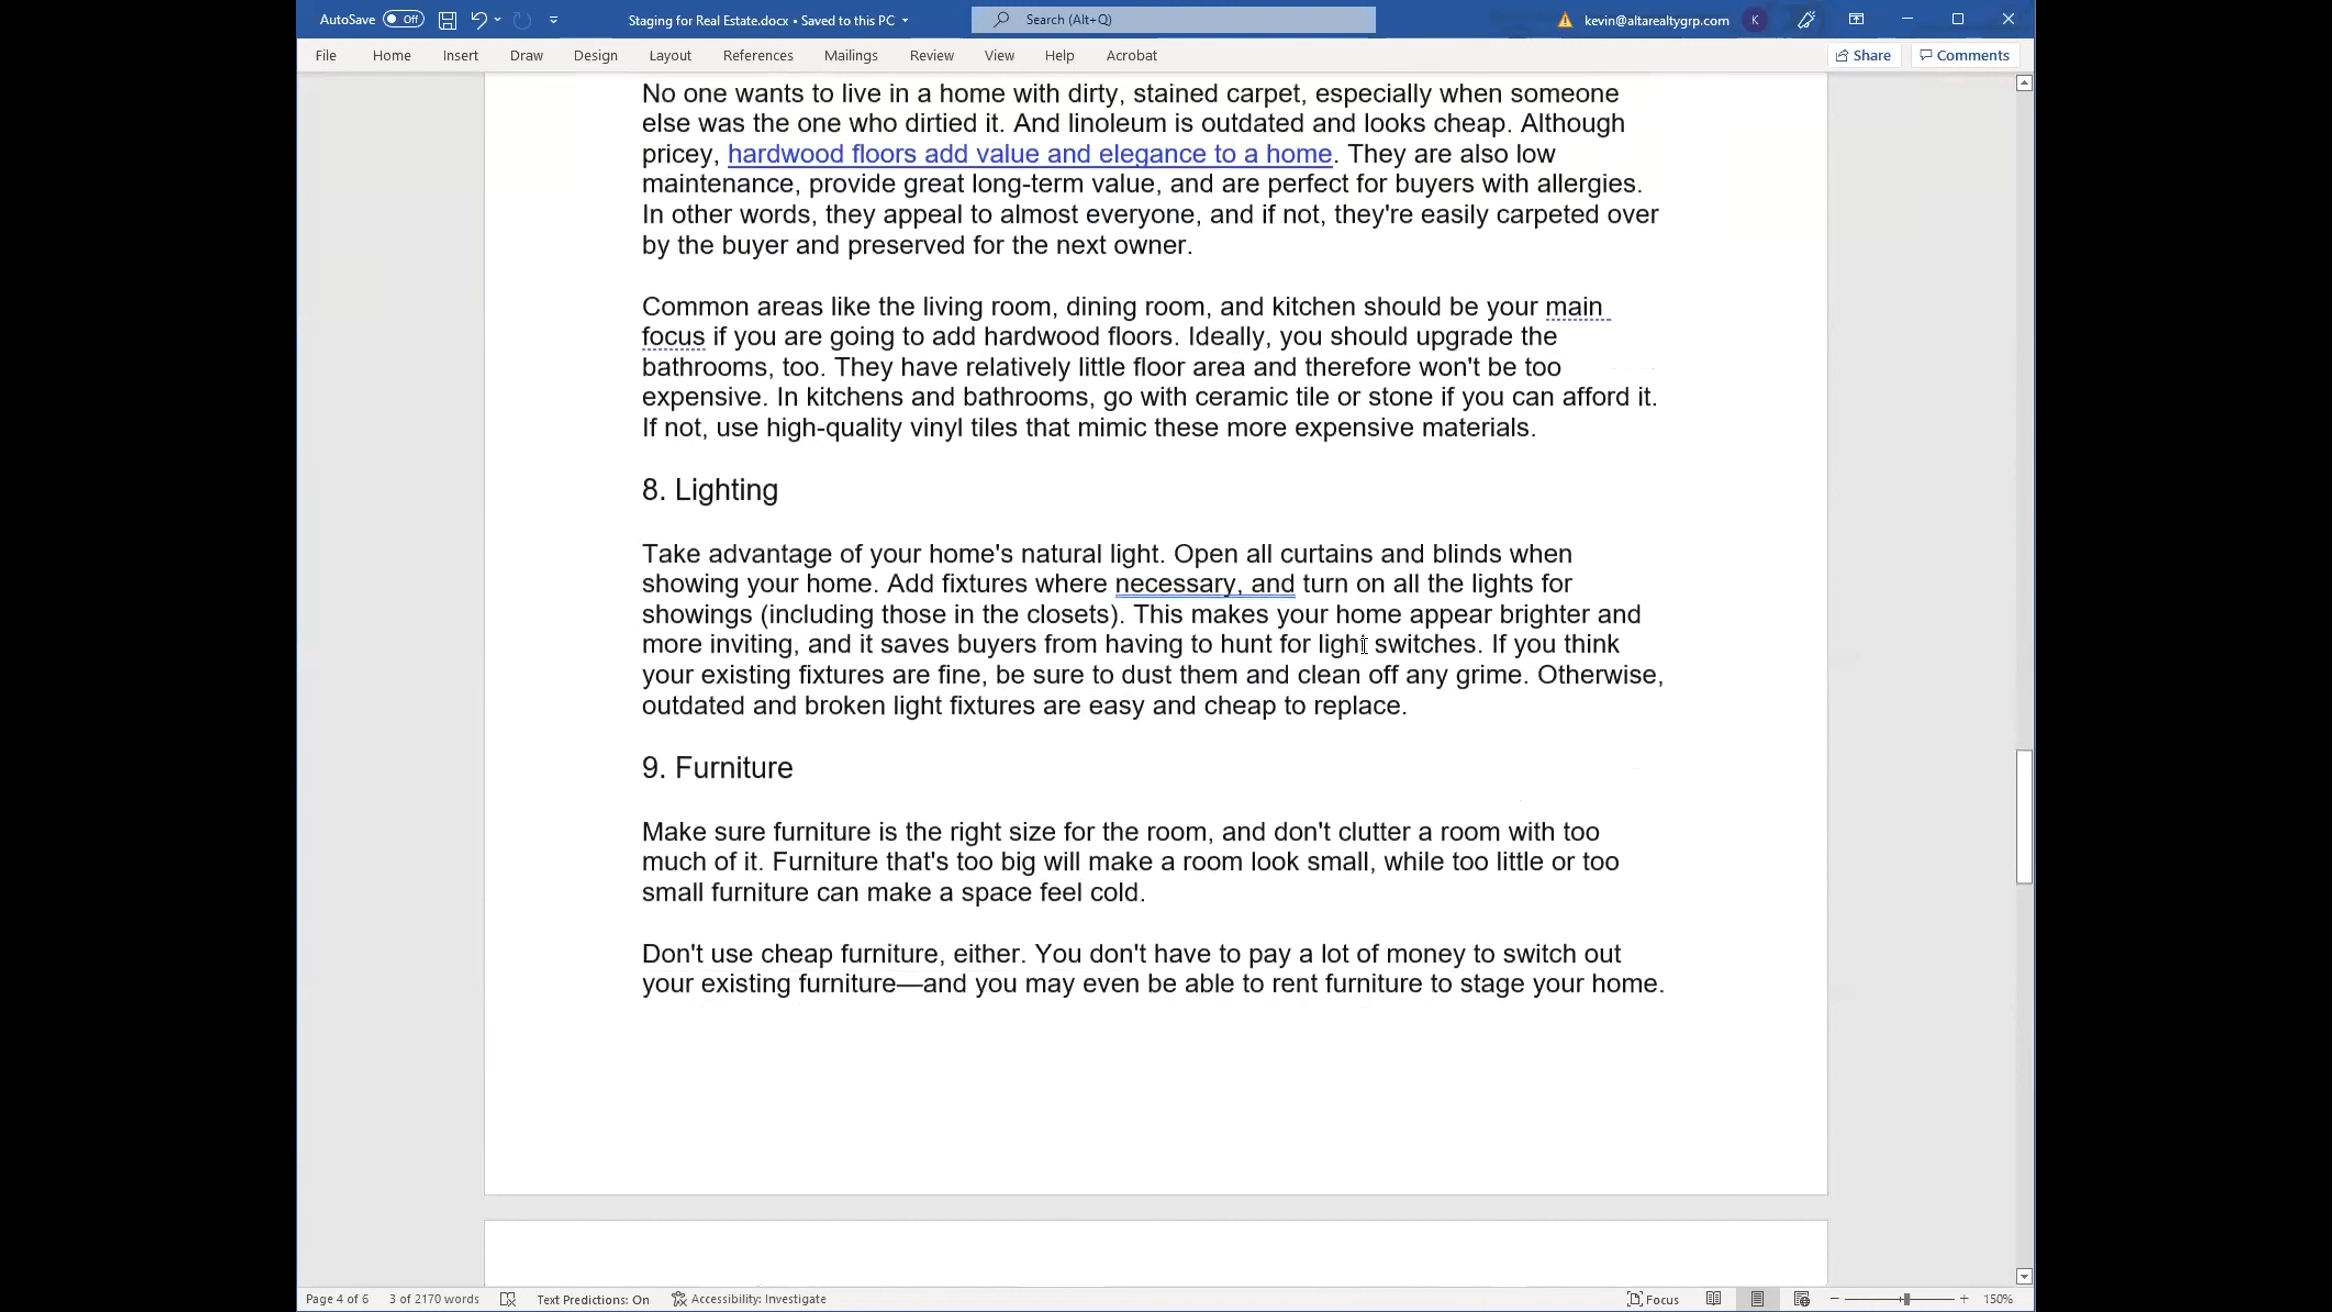 AutoSave Off Staging for Real Estate.docx • Saved to this PC Search (Alt+Q) kevin@altarealtygrp.com K
File Home Insert Draw Design Layout References Mailings Review View Help Acrobat Share Comments
No one wants to live in a home with dirty, stained carpet, especially when someone
else was the one who dirtied it. And linoleum is outdated and looks cheap. Although
pricey, hardwood floors add value and elegance to a home. They are also low
maintenance, provide great long-term value, and are perfect for buyers with allergies.
In other words, they appeal to almost everyone, and if not, they're easily carpeted over
by the buyer and preserved for the next owner.
Common areas like the living room, dining room, and kitchen should be your main
focus if you are going to add hardwood floors. Ideally, you should upgrade the
bathrooms, too. They have relatively little floor area and therefore won't be too
expensive. In kitchens and bathrooms, go with ceramic tile or stone if you can afford it.
If not, use high-quality vinyl tiles that mimic these more expensive materials.
8. Lighting
Take advantage of your home's natural light. Open all curtains and blinds when
showing your home. Add fixtures where necessary, and turn on all the lights for
showings (including those in the closets). This makes your home appear brighter and
more inviting, and it saves buyers from having to hunt for light switches. If you think
your existing fixtures are fine, be sure to dust them and clean off any grime. Otherwise,
outdated and broken light fixtures are easy and cheap to replace.
9. Furniture
Make sure furniture is the right size for the room, and don't clutter a room with too
much of it. Furniture that's too big will make a room look small, while too little or too
small furniture can make a space feel cold.
Don't use cheap furniture, either. You don't have to pay a lot of money to switch out
your existing furniture—and you may even be able to rent furniture to stage your home.
Page 4 of 6 3 of 2170 words Text Predictions: On Accessibility: Investigate Focus 150%